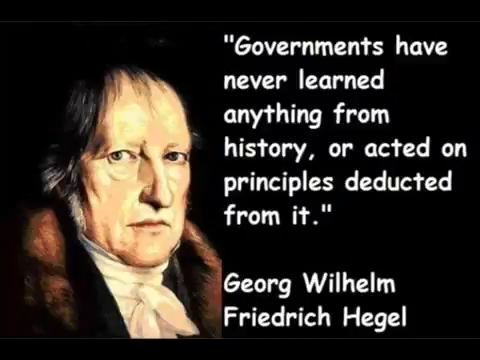 "Governments have
never learned
anything from
history, or acted on
principles deducted
from it."
Georg Wilhelm
Friedrich Hegel